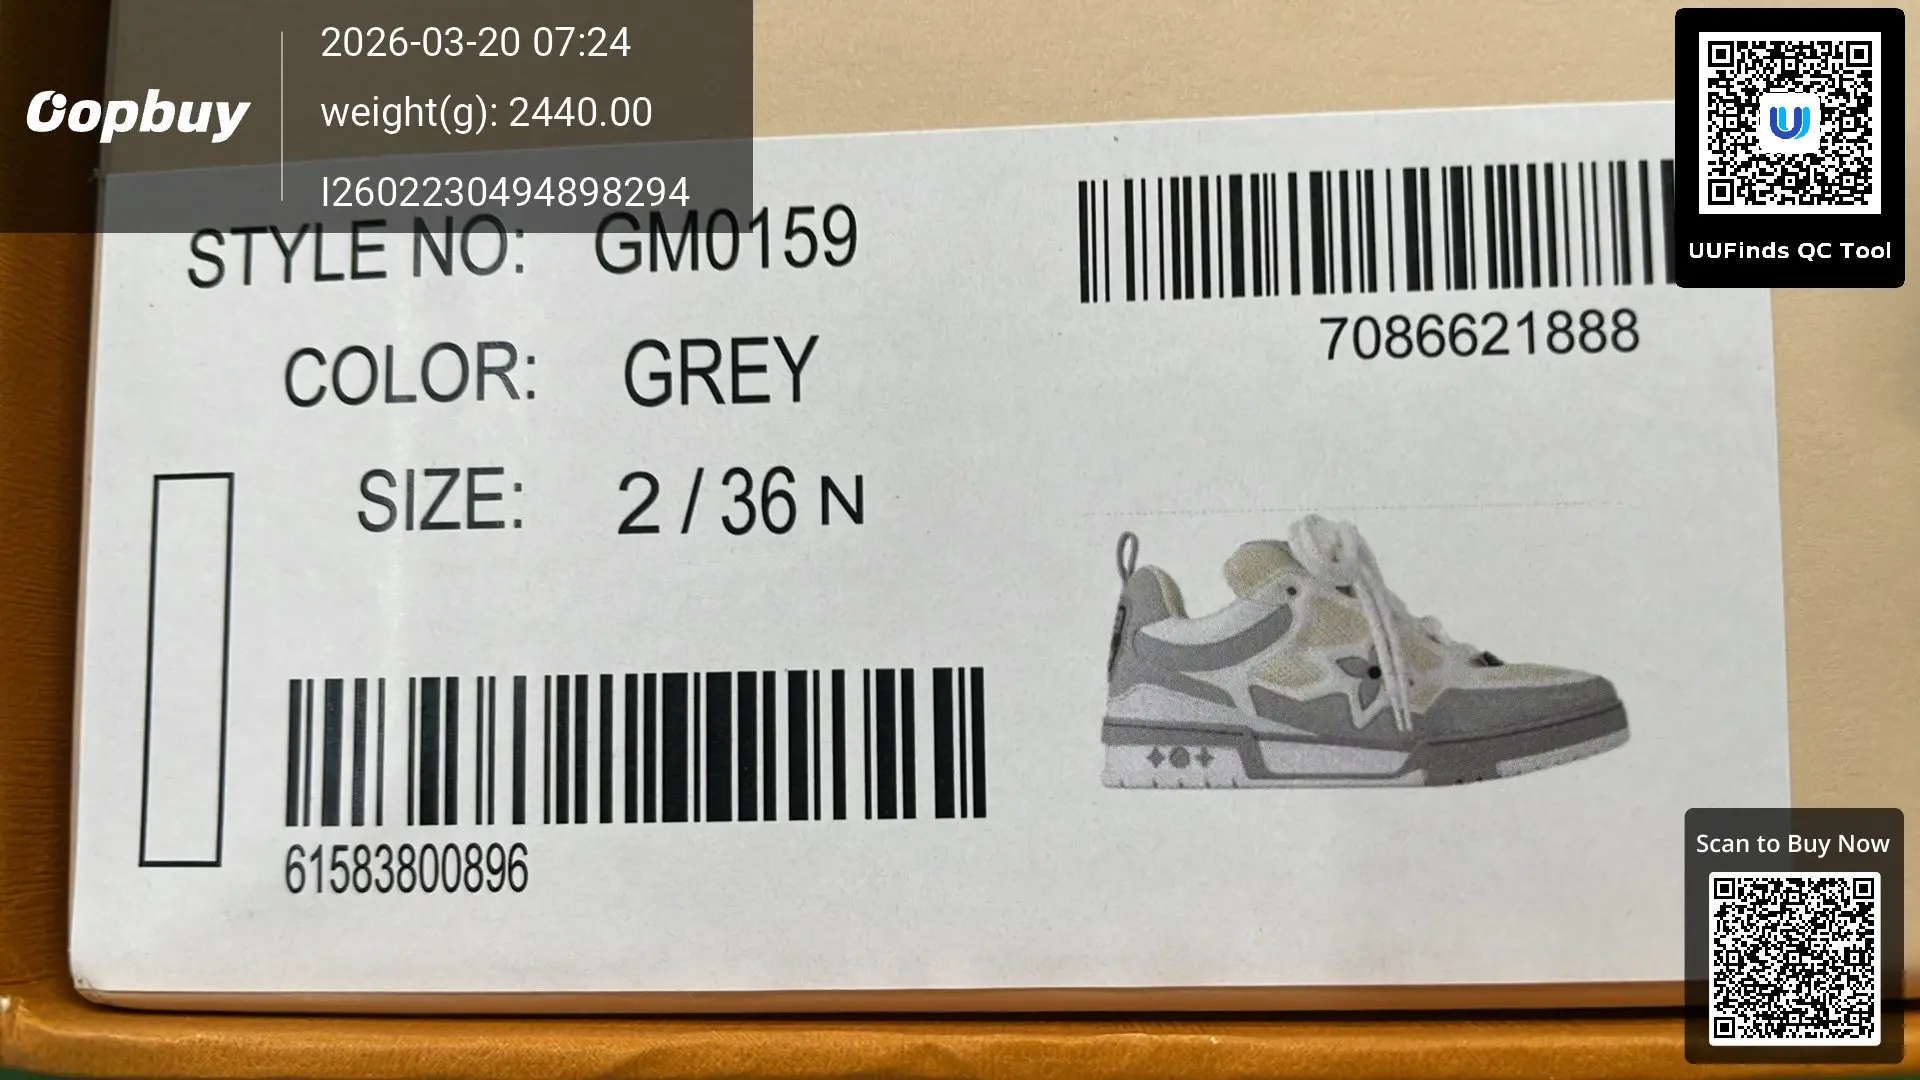 Oopbuy
2026-03-20 07:24
weight(g): 2440.00
I2602230494898294
UUFinds QC Tool
STYLE NO: GM0159
7086621888
COLOR: GREY
SIZE: 2 / 36 N
61583800896
Scan to Buy Now